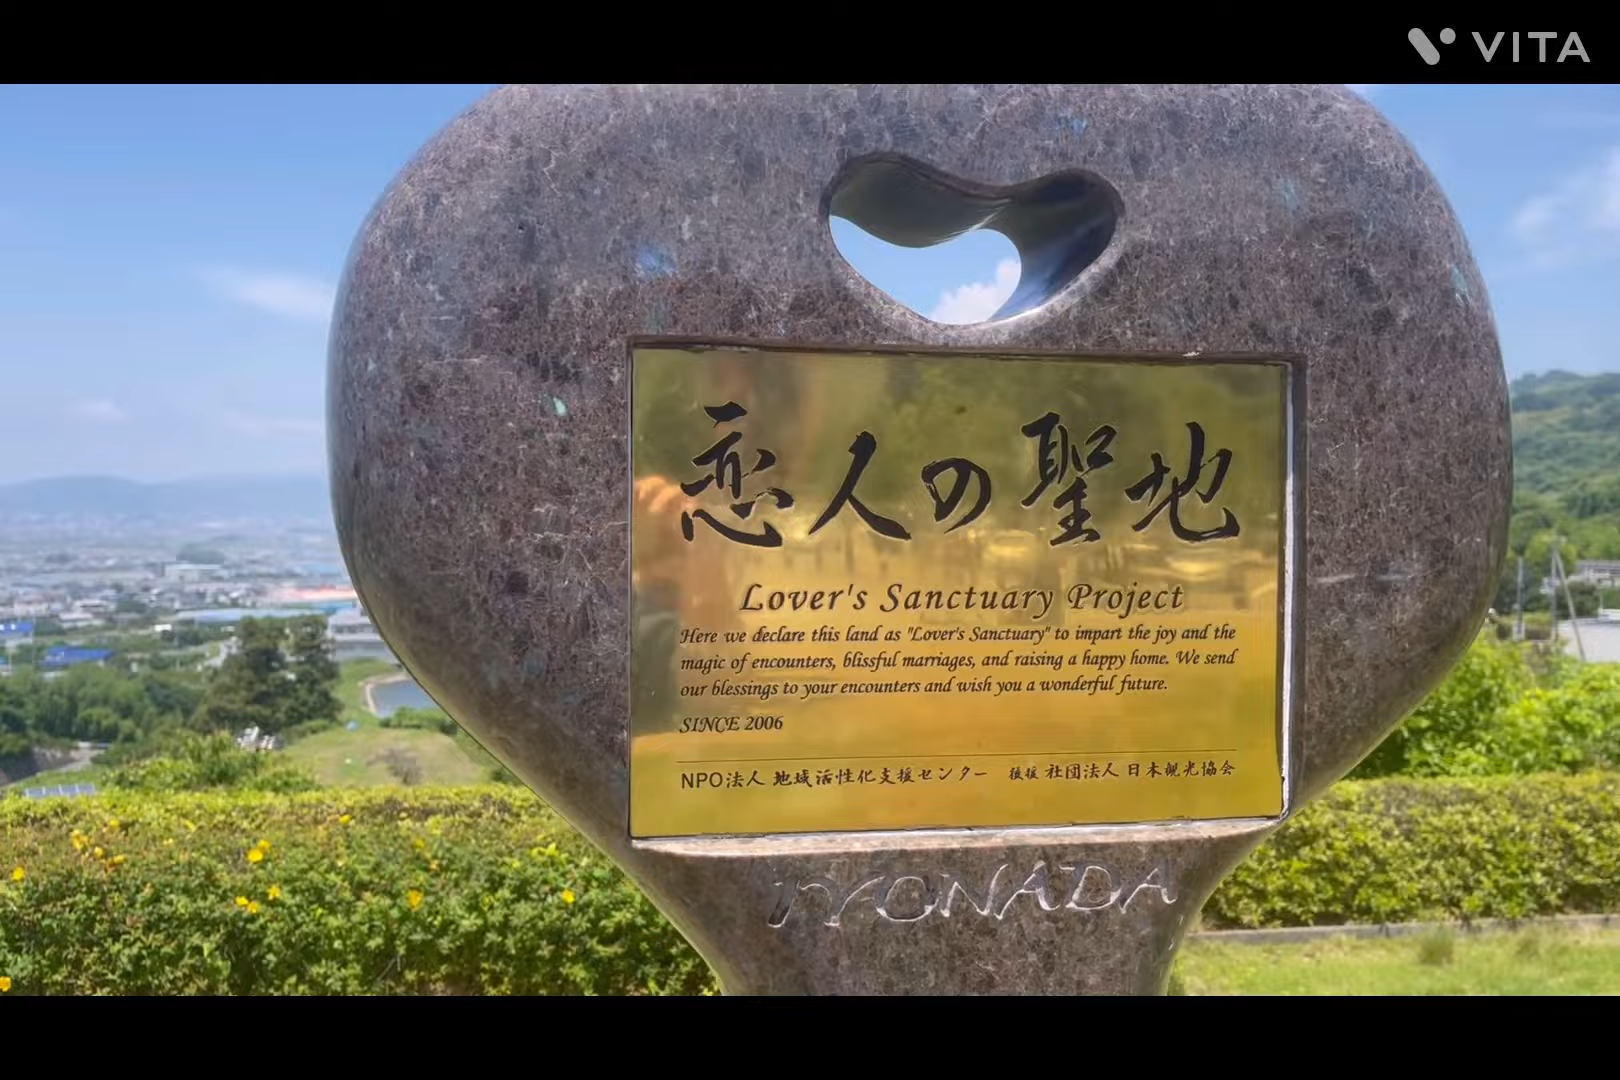 VITA
恋人の聖地
Lover's Sanctuary Project
Here we declare this land as "Lover's Sanctuary" to impart the joy and the
magic of encounters, blissful marriages, and raising a happy home. We send
our blessings to your encounters and wish you a wonderful future.
SINCE 2006
NPO法人 地域活性化支援センター 後援 社団法人 日本観光協会
IYONADA